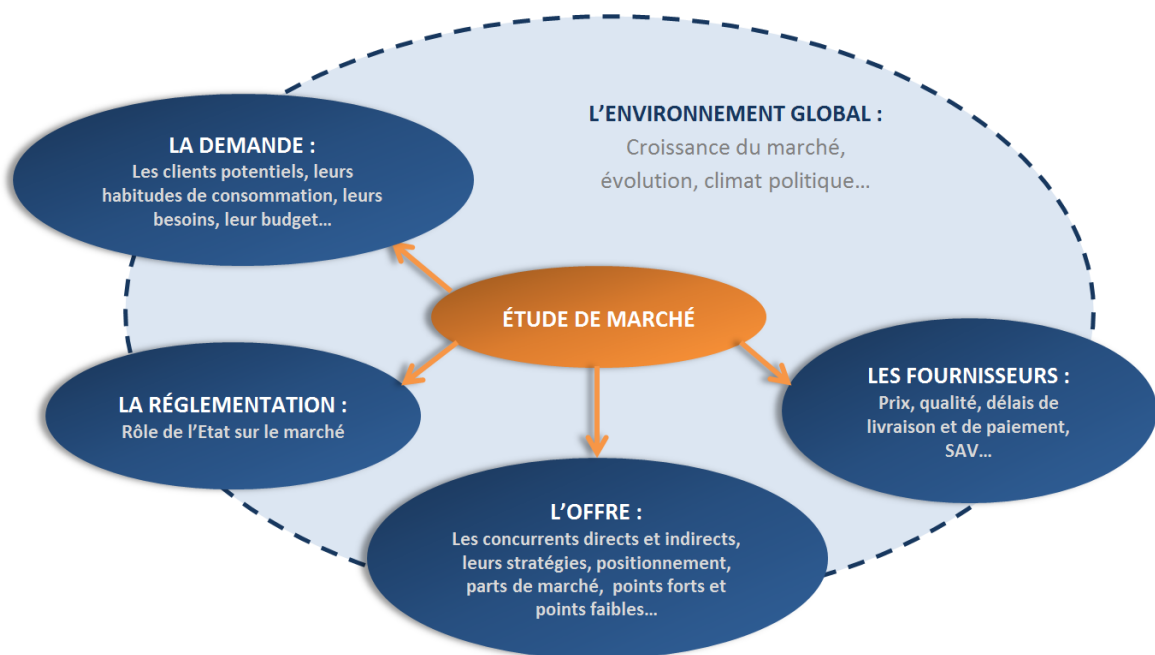 L'ENVIRONNEMENT GLOBAL :
Croissance du marché,
évolution, climat politique…
LA DEMANDE :
Les clients potentiels, leurs
habitudes de consommation, leurs
besoins, leur budget…
ÉTUDE DE MARCHÉ
LA RÉGLEMENTATION :
Rôle de l'Etat sur le marché
LES FOURNISSEURS :
Prix, qualité, délais de
livraison et de paiement,
SAV…
L'OFFRE :
Les concurrents directs et indirects,
leurs stratégies, positionnement,
parts de marché, points forts et
points faibles…